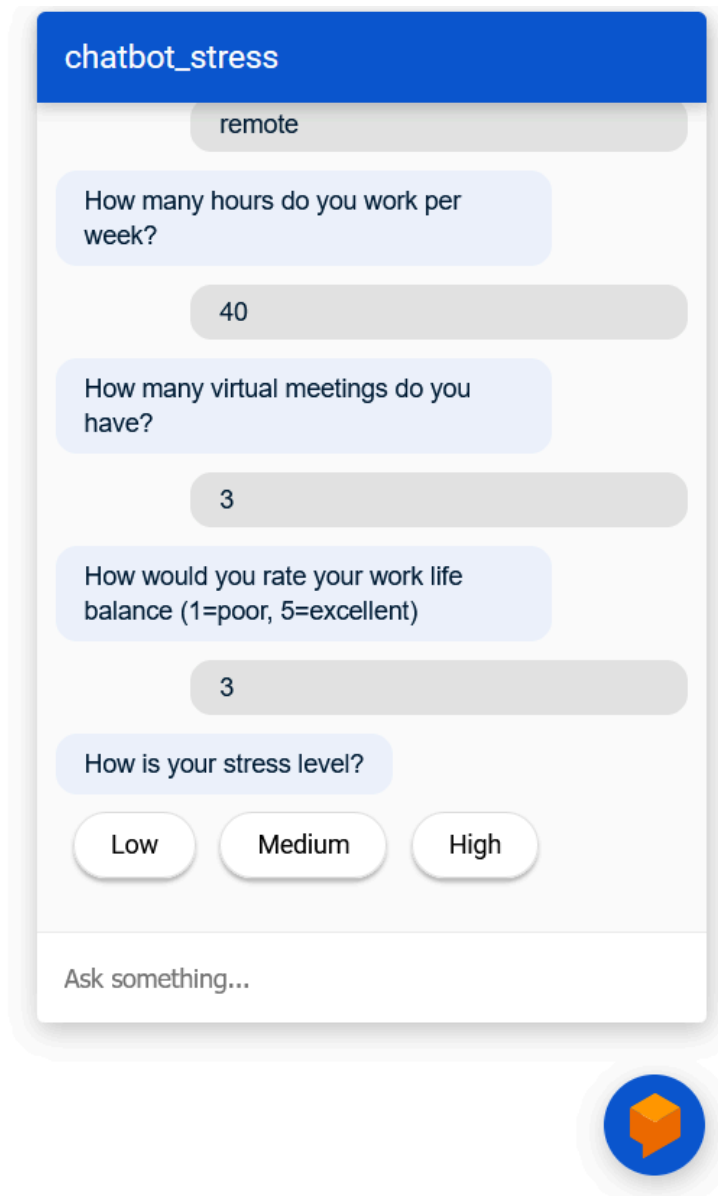 chatbot_stress
remote
How many hours do you work per
week?
40
How many virtual meetings do you
have?
3
How would you rate your work life
balance (1=poor, 5=excellent)
3
How is your stress level?
Low Medium High
Ask something...